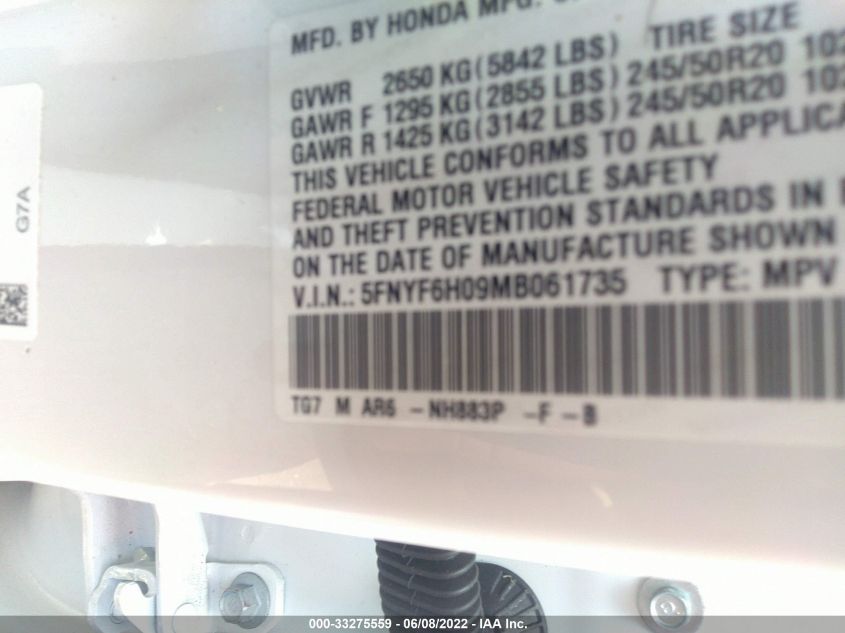 MFD. BY HONDA MFG.
GVWR 2650 KG (5842 LBS) TIRE SIZE
GAWR F 1295 KG (2855 LBS) 245/50R20 102
GAWR R 1425 KG (3142 LBS) 245/50R20 102
THIS VEHICLE CONFORMS TO ALL APPLICA
FEDERAL MOTOR VEHICLE SAFETY
AND THEFT PREVENTION STANDARDS IN
ON THE DATE OF MANUFACTURE SHOWN
V.I.N.: 5FNYF6H09MB061735 TYPE: MPV
TG7 M AR6 -NH883P -F -B
G7A
000-33275559 - 06/08/2022 - IAA Inc.